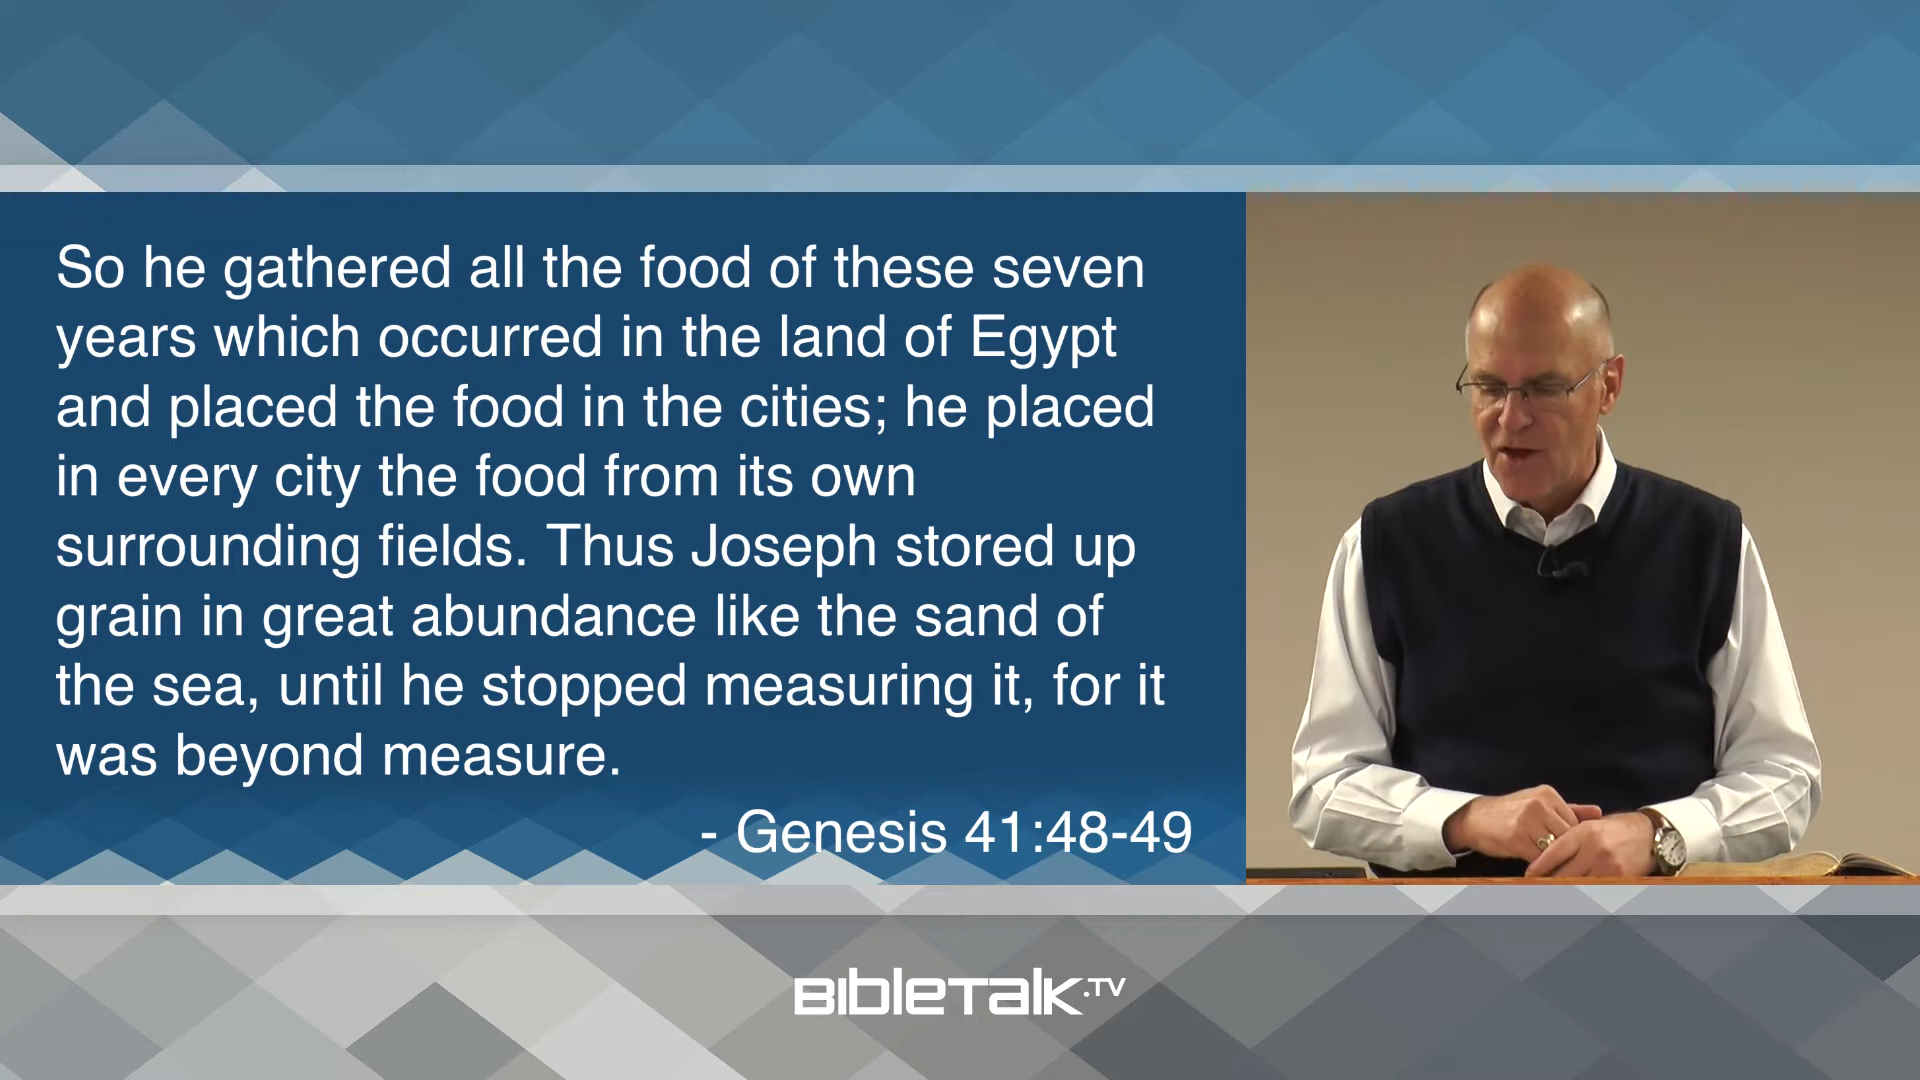 So he gathered all the food of these seven
years which occurred in the land of Egypt
and placed the food in the cities; he placed
in every city the food from its own
surrounding fields. Thus Joseph stored up
grain in great abundance like the sand of
the sea, until he stopped measuring it, for it
was beyond measure.
- Genesis 41:48-49
BibleTalk.TV